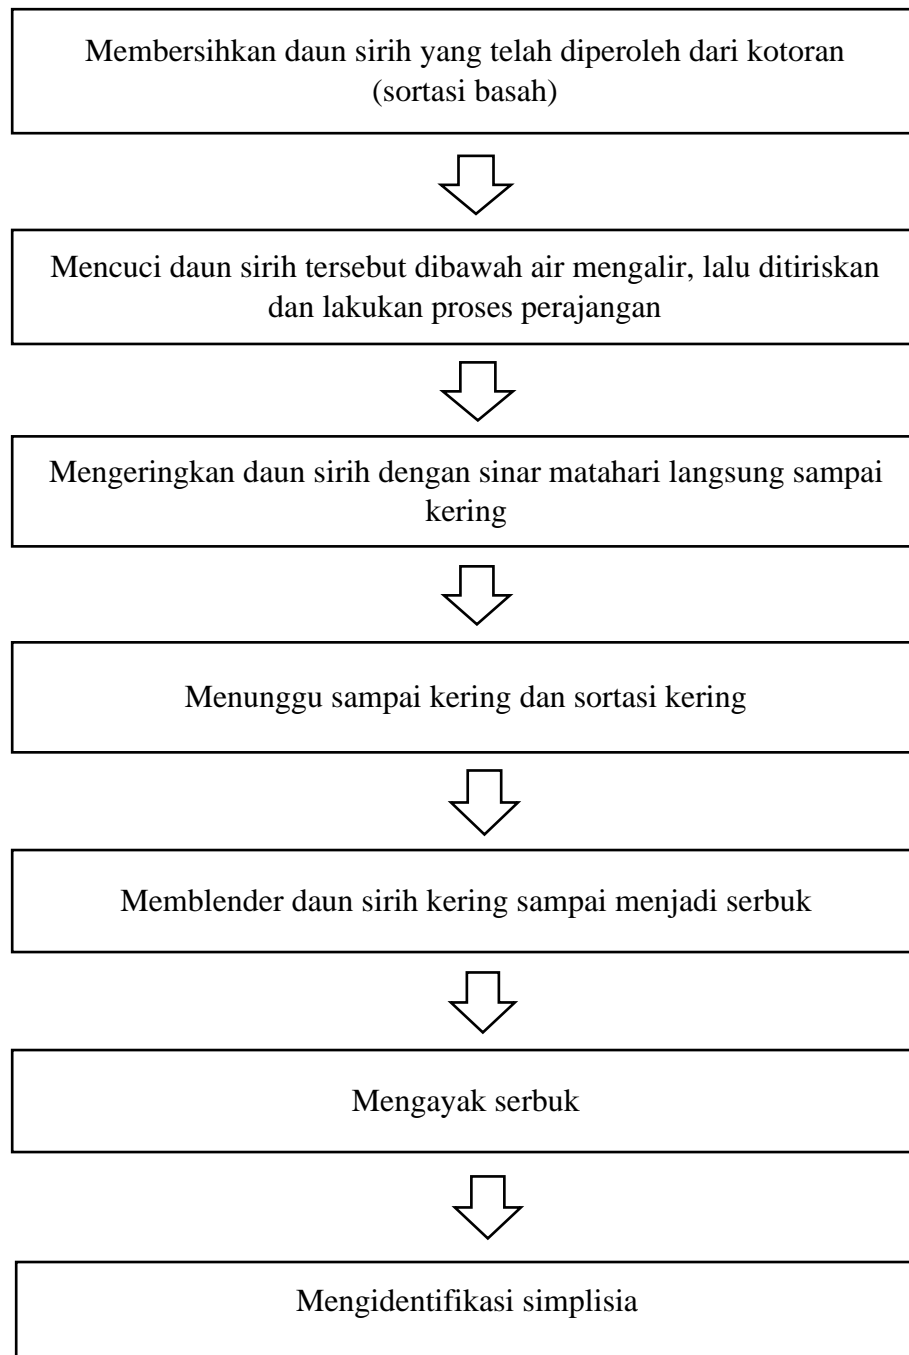 Membersihkan daun sirih yang telah diperoleh dari kotoran
(sortasi basah)
Mencuci daun sirih tersebut dibawah air mengalir, lalu ditiriskan
dan lakukan proses perajangan
Mengeringkan daun sirih dengan sinar matahari langsung sampai
kering
Menunggu sampai kering dan sortasi kering
Memblender daun sirih kering sampai menjadi serbuk
Mengayak serbuk
Mengidentifikasi simplisia